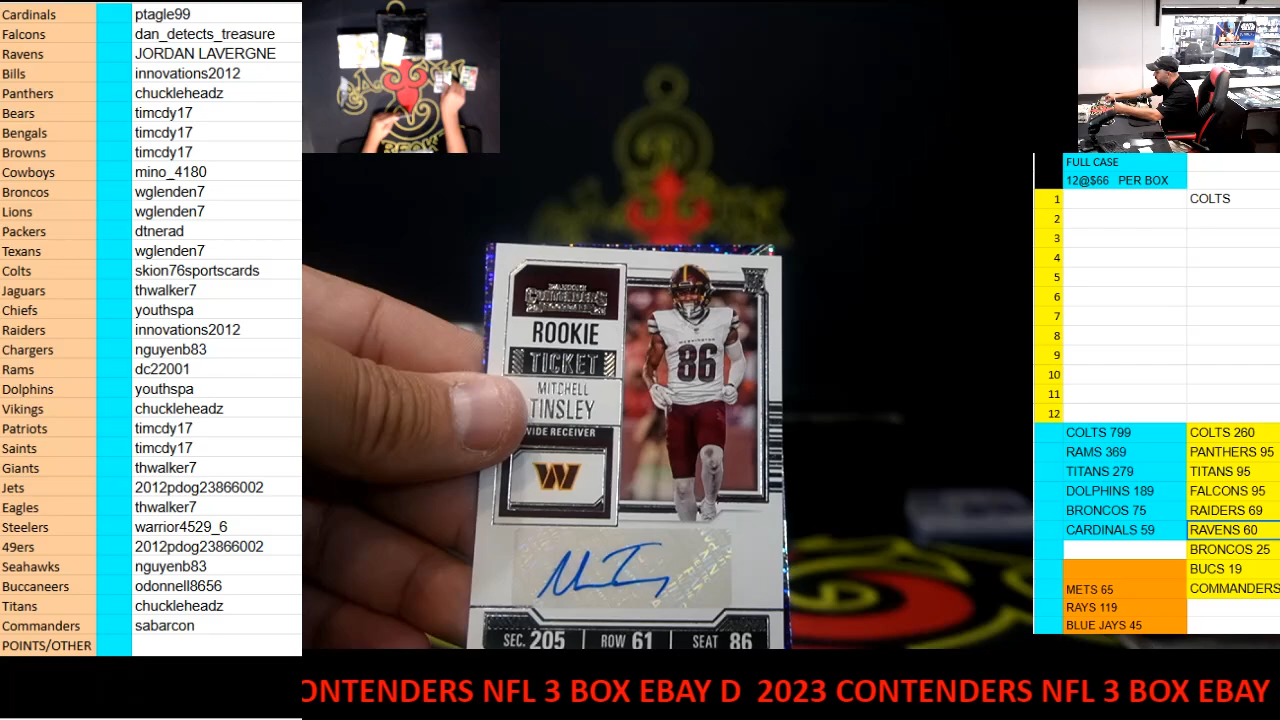 Cardinals ptagle99
Falcons dan_detects_treasure
Ravens JORDAN LAVERGNE
Bills innovations2012
Panthers chuckleheadz
Bears timcdy17
Bengals timcdy17
Browns timcdy17
Cowboys mino_4180
Broncos wglenden7
Lions wglenden7
Packers dtnerad
Texans wglenden7
Colts skion76sportscards
Jaguars thwalker7
Chiefs youthspa
Raiders innovations2012
Chargers nguyenb83
Rams dc22001
Dolphins youthspa
Vikings chuckleheadz
Patriots timcdy17
Saints timcdy17
Giants thwalker7
Jets 2012pdog23866002
Eagles thwalker7
Steelers warrior4529_6
49ers 2012pdog23866002
Seahawks nguyenb83
Buccaneers odonnell8656
Titans chuckleheadz
Commanders sabarcon
POINTS/OTHER
CONTENDERS
ROOKIE
TICKET
MITCHELL
TINSLEY
WIDE RECEIVER
W
86
SEC. 205 ROW 61 SEAT 86
FULL CASE
12@$66 PER BOX
1 COLTS
2
3
4
5
6
7
8
9
10
11
12
COLTS 799 COLTS 260
RAMS 369 PANTHERS 95
TITANS 279 TITANS 95
DOLPHINS 189 FALCONS 95
BRONCOS 75 RAIDERS 69
CARDINALS 59 RAVENS 60
BRONCOS 25
BUCS 19
METS 65 COMMANDERS
RAYS 119
BLUE JAYS 45
ONTENDERS NFL 3 BOX EBAY D 2023 CONTENDERS NFL 3 BOX EBAY